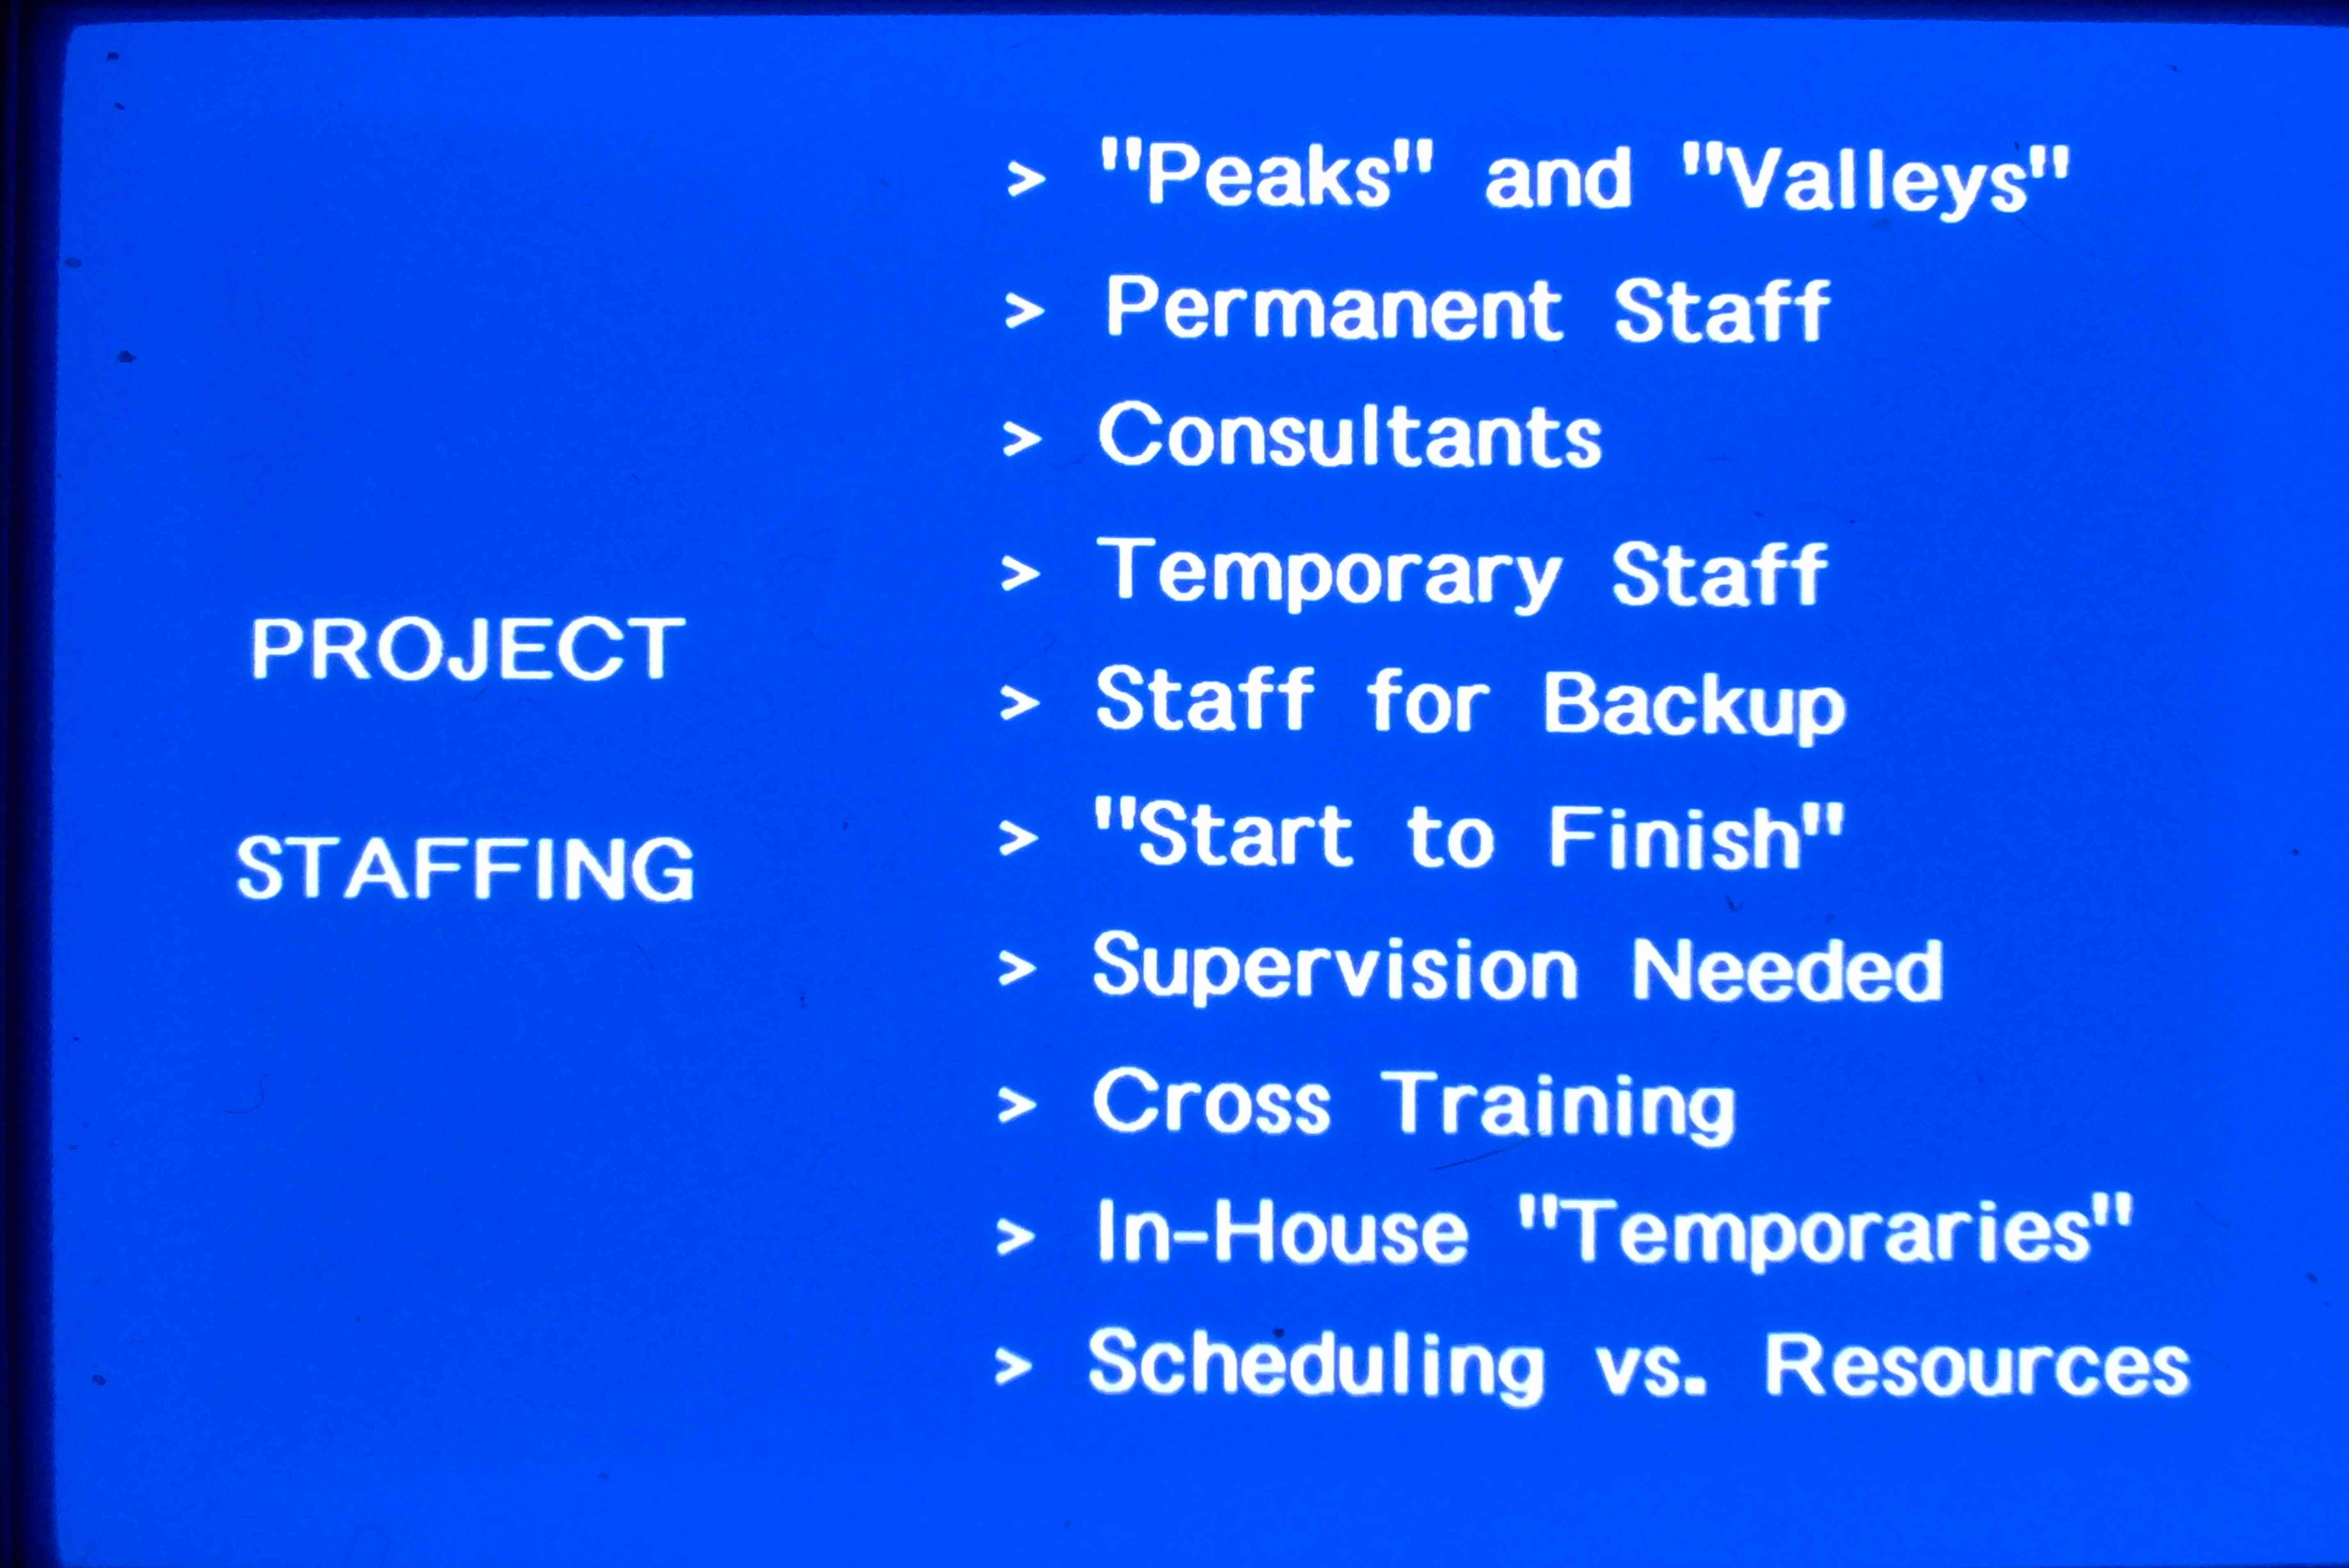 PROJECT
STAFFING
> "Peaks" and "Valleys"
> Permanent Staff
> Consultants
> Temporary Staff
> Staff for Backup
> "Start to Finish"
> Supervision Needed
> Cross Training
> In-House "Temporaries"
> Scheduling vs. Resources